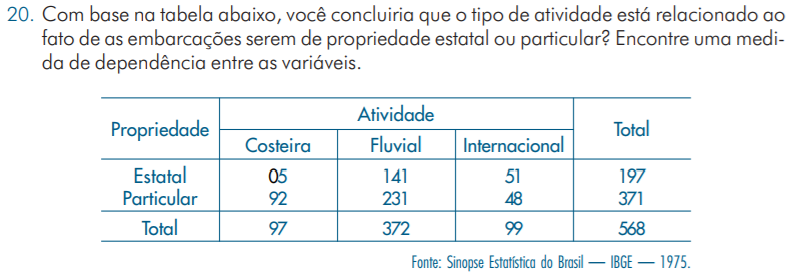 20. Com base na tabela abaixo, você concluiria que o tipo de atividade está relacionado ao
fato de as embarcações serem de propriedade estatal ou particular? Encontre uma medi-
da de dependência entre as variáveis.
Propriedade Atividade Total
Costeira Fluvial Internacional
Estatal 05 141 51 197
Particular 92 231 48 371
Total 97 372 99 568
Fonte: Sinopse Estatística do Brasil — IBGE — 1975.